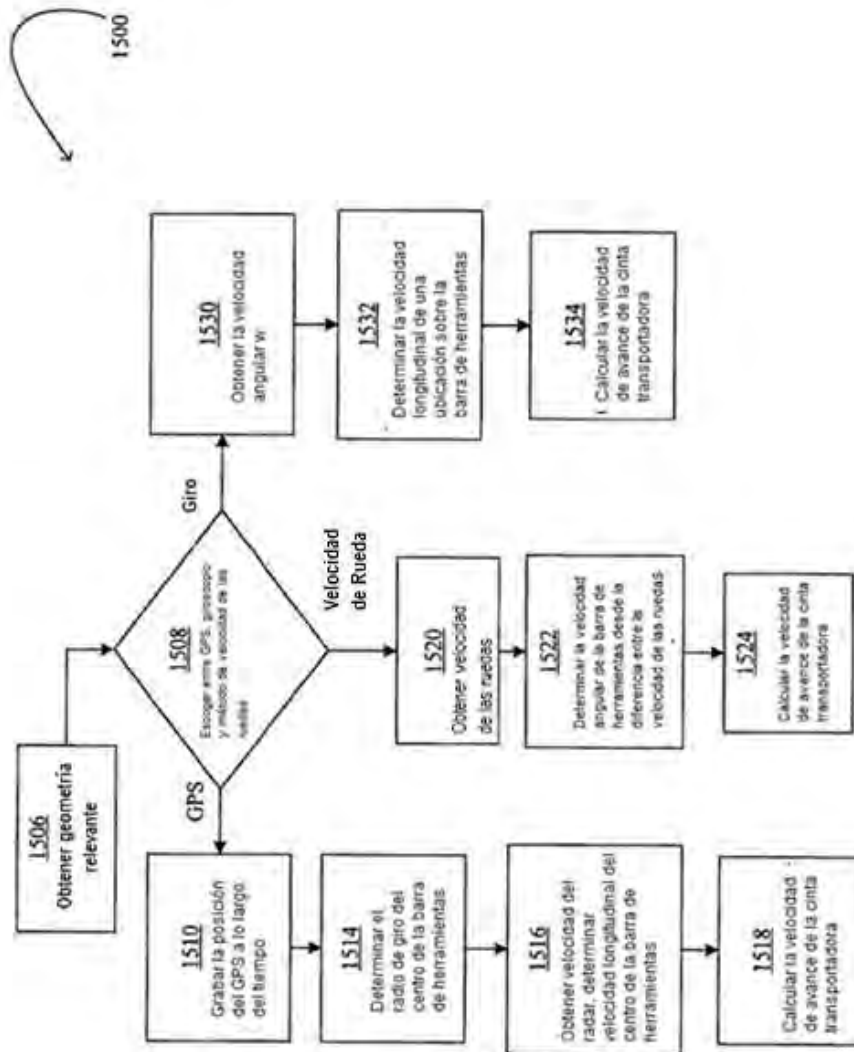 1500
1506
Obtener geometría
relevante
1508
Escoger entre GPS, giroscopio
y método de velocidad de las
ruedas
GPS
1510
Grabar la posición
del GPS a lo largo
del tiempo
1514
Determinar el
radio de giro del
centro de la barra
de herramientas
1516
Obtener velocidad del
radar, determinar
velocidad longitudinal del
centro de la barra de
herramientas
1518
Calcular la velocidad
de avance de la cinta
transportadora
Velocidad
de Rueda
1520
Obtener velocidad
de las ruedas
1522
Determinar la velocidad
angular de la barra de
herramientas desde la
diferencia entre la
velocidad de las ruedas
1524
Calcular la velocidad
de avance de la cinta
transportadora
Giro
1530
Obtener la velocidad
angular w
1532
Determinar la velocidad
longitudinal de una
ubicación sobre la
barra de herramientas
1534
Calcular la velocidad
de avance de la cinta
transportadora